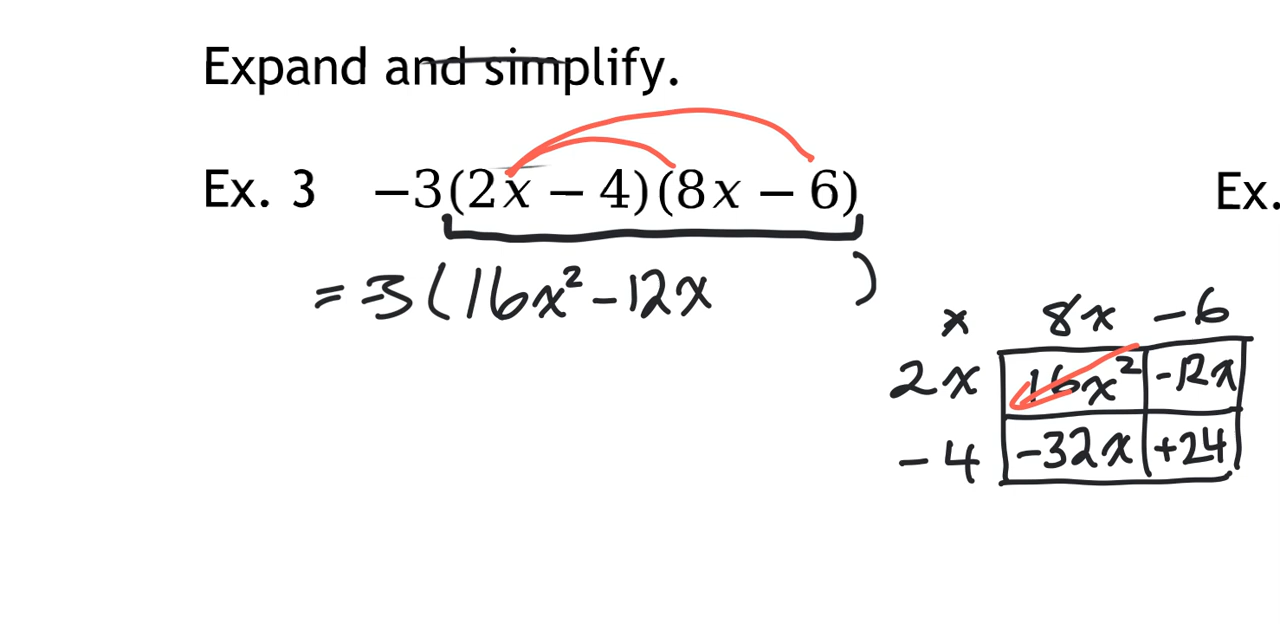 Expand and simplify.
Ex. 3 −3(2x − 4)(8x − 6)
Ex.
= -3 ( 16x² - 12x )
x 8x - 6
2x 16x² -12x
- 4 -32x +24